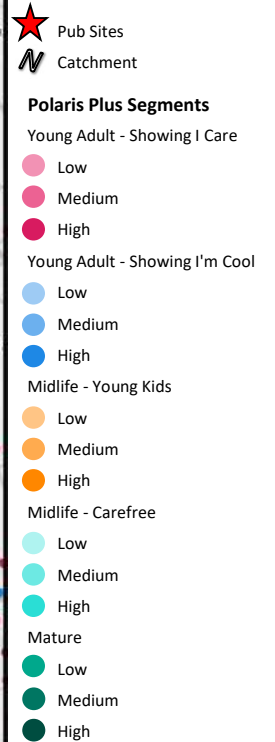 Pub Sites
Catchment
Polaris Plus Segments
Young Adult - Showing I Care
Low
Medium
High
Young Adult - Showing I'm Cool
Low
Medium
High
Midlife - Young Kids
Low
Medium
High
Midlife - Carefree
Low
Medium
High
Mature
Low
Medium
High